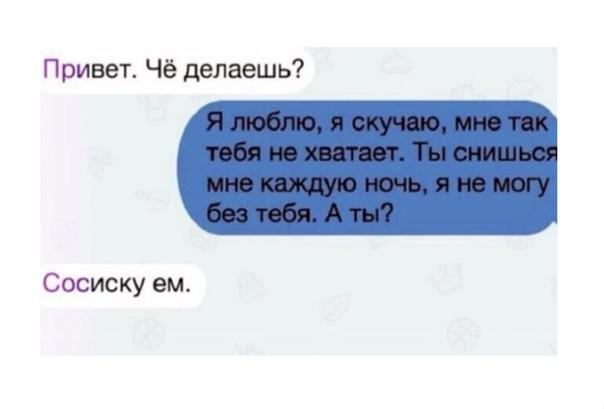 Привет. Чё делаешь?
Я люблю, я скучаю, мне так
тебя не хватает. Ты снишься
мне каждую ночь, я не могу
без тебя. А ты?
Сосиску ем.